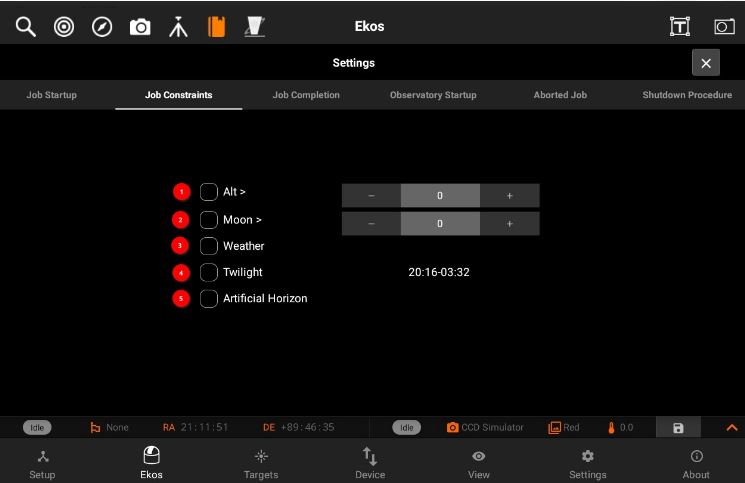 Ekos
Settings
Job Startup Job Constraints Job Completion Observatory Startup Aborted Job Shutdown Procedure
1 Alt > − 0 +
2 Moon > − 0 +
3 Weather
4 Twilight 20:16-03:32
5 Artificial Horizon
Idle None RA 21:11:51 DE +89:46:35 Idle CCD Simulator Red 0.0
Setup Ekos Targets Device View Settings About